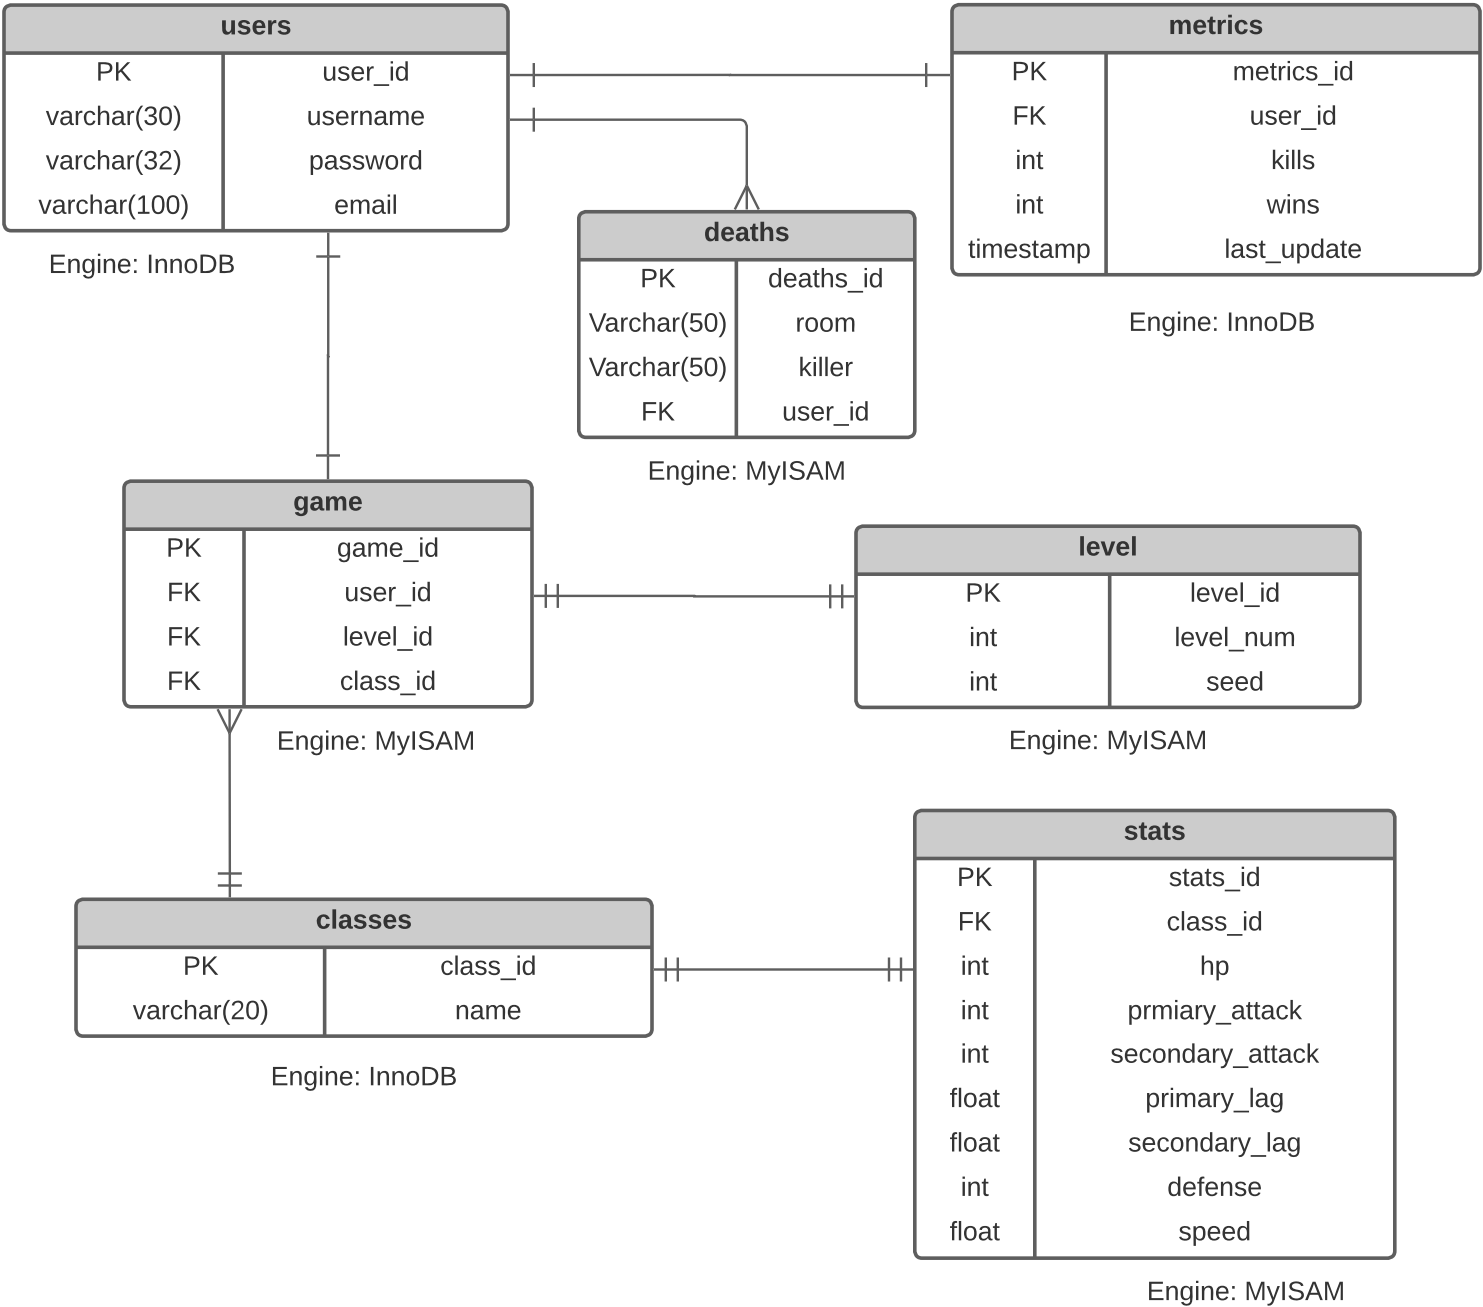 users
PK user_id
varchar(30) username
varchar(32) password
varchar(100) email
Engine: InnoDB
metrics
PK metrics_id
FK user_id
int kills
int wins
timestamp last_update
Engine: InnoDB
deaths
PK deaths_id
Varchar(50) room
Varchar(50) killer
FK user_id
Engine: MyISAM
game
PK game_id
FK user_id
FK level_id
FK class_id
Engine: MyISAM
level
PK level_id
int level_num
int seed
Engine: MyISAM
classes
PK class_id
varchar(20) name
Engine: InnoDB
stats
PK stats_id
FK class_id
int hp
int prmiary_attack
int secondary_attack
float primary_lag
float secondary_lag
int defense
float speed
Engine: MyISAM